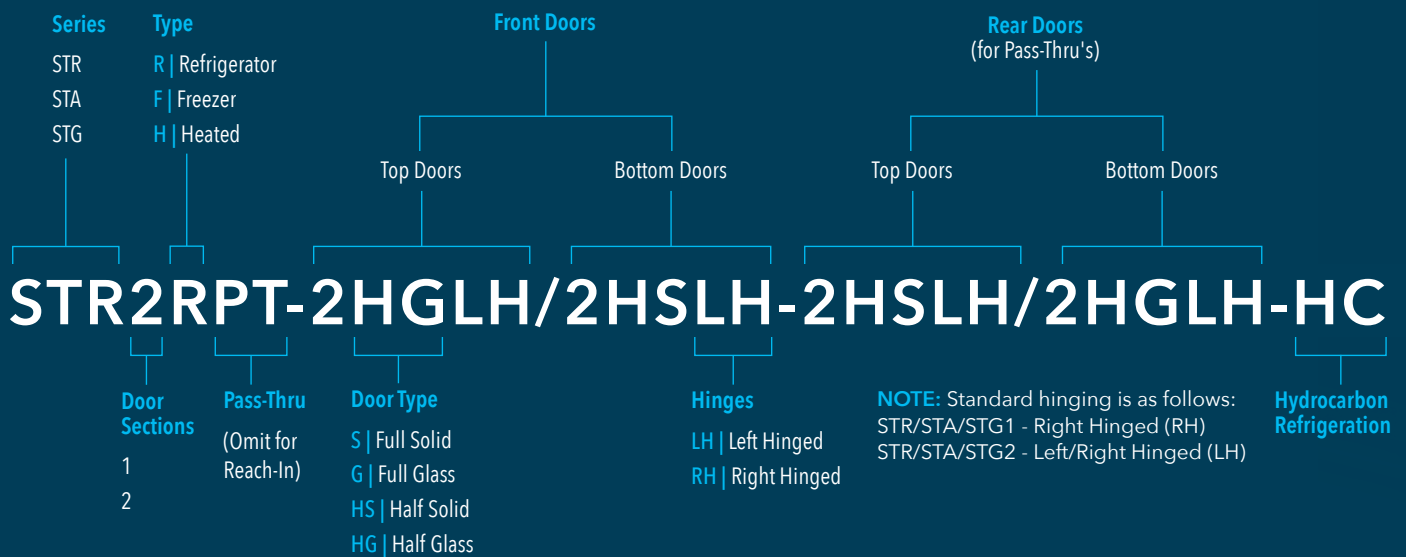 Series
STR
STA
STG
Type
R | Refrigerator
F | Freezer
H | Heated
Front Doors
Top Doors
Bottom Doors
Rear Doors
(for Pass-Thru's)
Top Doors
Bottom Doors
STR2RPT-2HGLH/2HSLH-2HSLH/2HGLH-HC
Door
Sections
1
2
Pass-Thru
(Omit for
Reach-In)
Door Type
S | Full Solid
G | Full Glass
HS | Half Solid
HG | Half Glass
Hinges
LH | Left Hinged
RH | Right Hinged
NOTE: Standard hinging is as follows:
STR/STA/STG1 - Right Hinged (RH)
STR/STA/STG2 - Left/Right Hinged (LH)
Hydrocarbon
Refrigeration